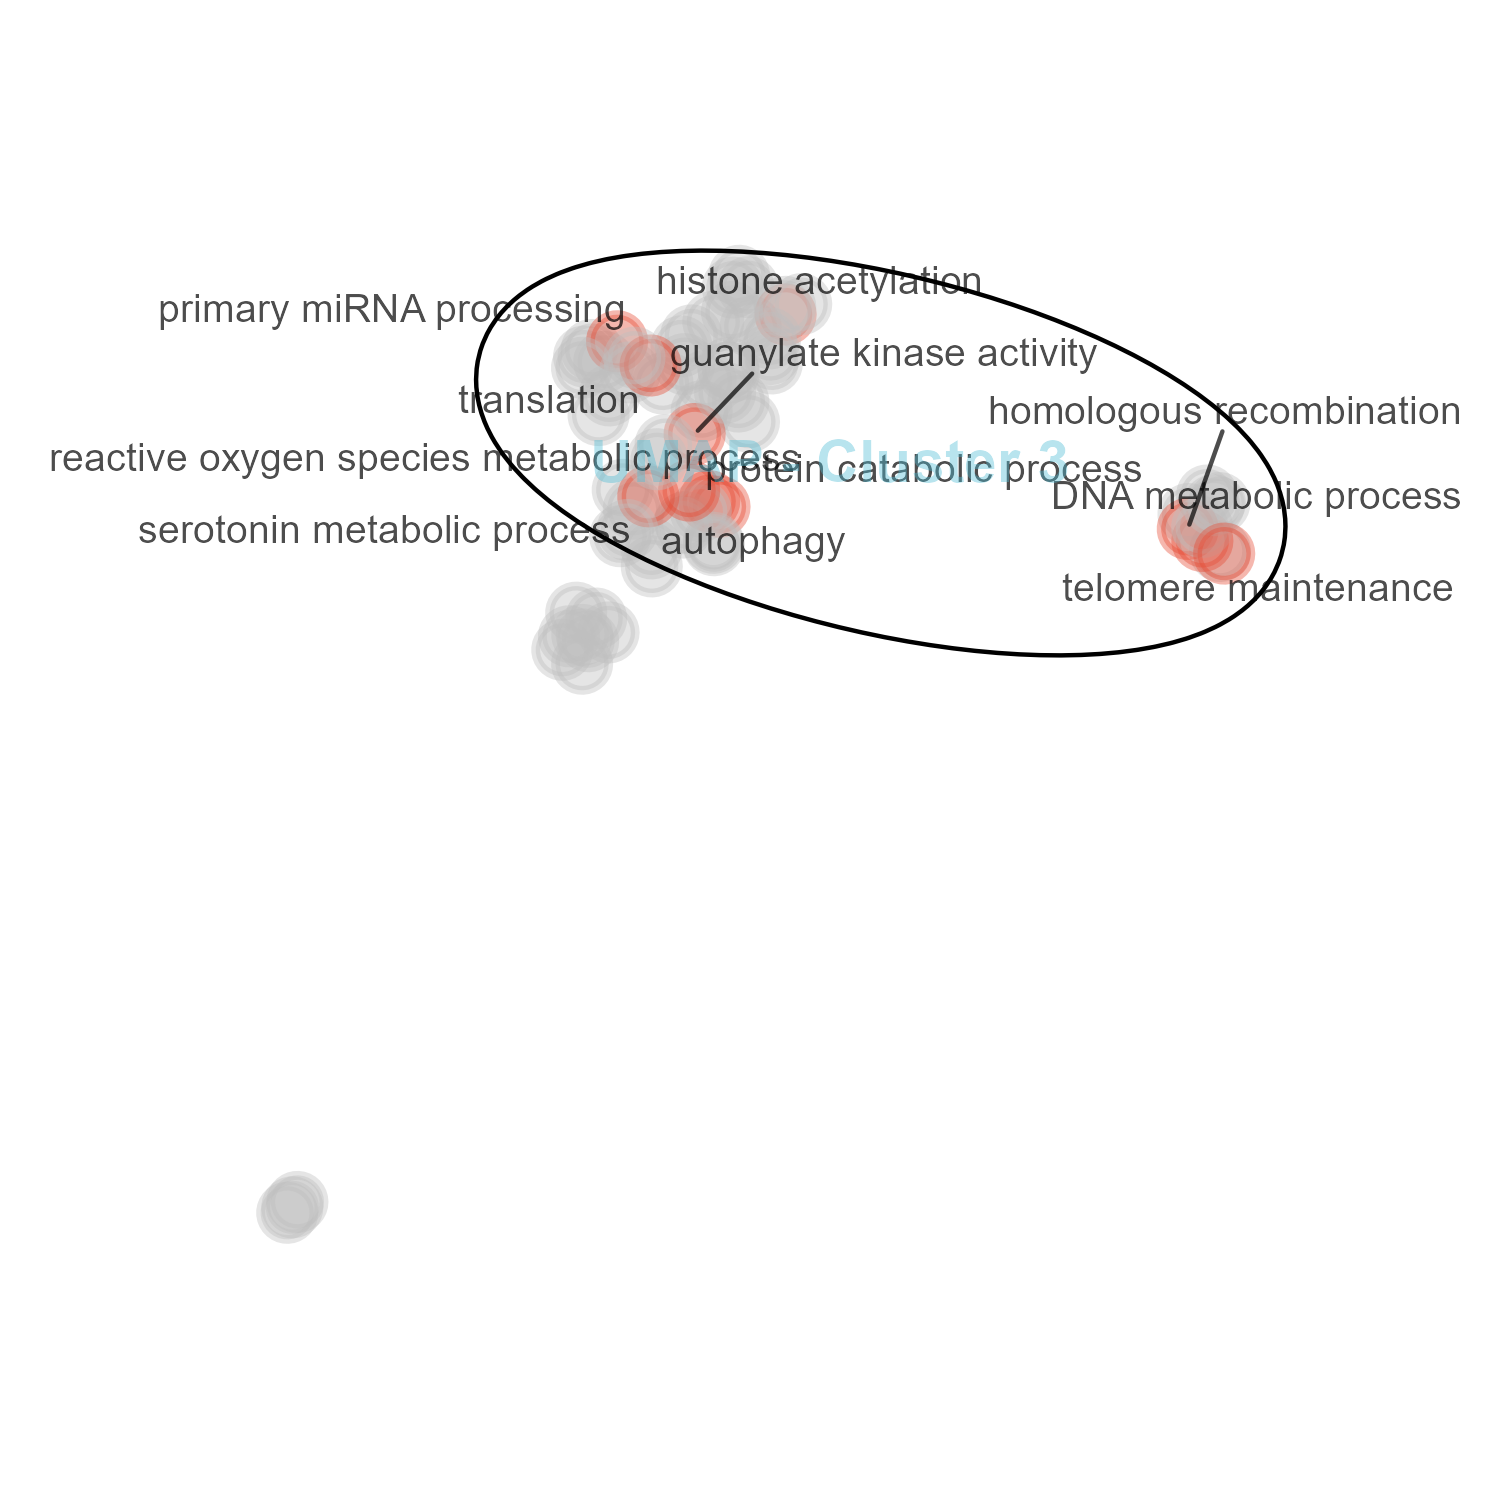 histone acetylation
primary miRNA processing
guanylate kinase activity
translation
homologous recombination
reactive oxygen species metabolic process
UMAP - Cluster 3
protein catabolic process
DNA metabolic process
serotonin metabolic process
autophagy
telomere maintenance